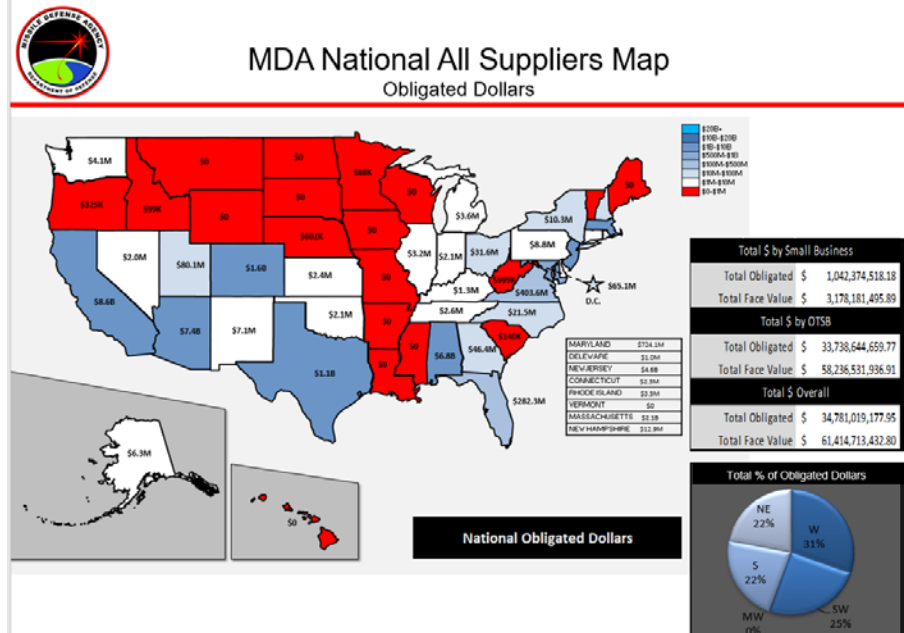 MISSILE DEFENSE AGENCY
DEPARTMENT OF DEFENSE
MDA National All Suppliers Map
Obligated Dollars
$20B+
$10B-$20B
$1B-$10B
$500M-$1B
$100M-$500M
$10M-$100M
$1M-$10M
$0-$1M
$4.1M
$0
$0
$88K
$0
$325K
$99K
$0
$0
$0
$3.6M
$10.3M
$602K
$0
$3.2M
$2.1M
$31.6M
$8.8M
$2.0M
$80.1M
$1.6B
$2.4M
$0
$1.3M
$999K
$403.6M
$65.1M
D.C.
$8.6B
$7.4B
$7.1M
$2.1M
$0
$2.6M
$21.5M
$1.1B
$0
$0
$6.8B
$46.4M
$140K
$282.3M
$6.3M
$0
MARYLAND $724.1M
DELEWARE $1.0M
NEW JERSEY $4.6B
CONNECTICUT $2.9M
RHODE ISLAND $3.9M
VERMONT $0
MASSACHUSETTS $2.1B
NEW HAMPSHIRE $12.9M
National Obligated Dollars
Total $ by Small Business
Total Obligated $ 1,042,374,518.18
Total Face Value $ 3,178,181,495.89
Total $ by OTSB
Total Obligated $ 33,738,644,659.77
Total Face Value $ 58,236,531,936.91
Total $ Overall
Total Obligated $ 34,781,019,177.95
Total Face Value $ 61,414,713,432.80
Total % of Obligated Dollars
NE
22%
W
31%
S
22%
MW
0%
SW
25%